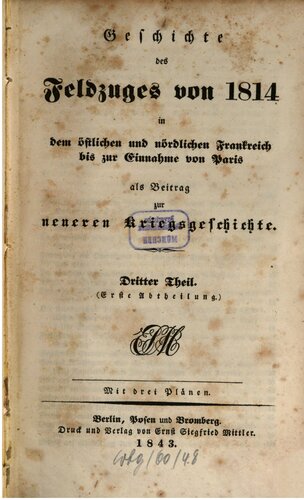 Geschichte
des
Feldzuges von 1814
in
dem östlichen und nördlichen Frankreich
bis zur Einnahme von Paris
als Beitrag
zur
neueren Kriegsgeschichte.
Dritter Theil.
(Erste Abtheilung.)
Mit drei Plänen.
Berlin, Posen und Bromberg.
Druck und Verlag von Ernst Siegfried Mittler.
1843.